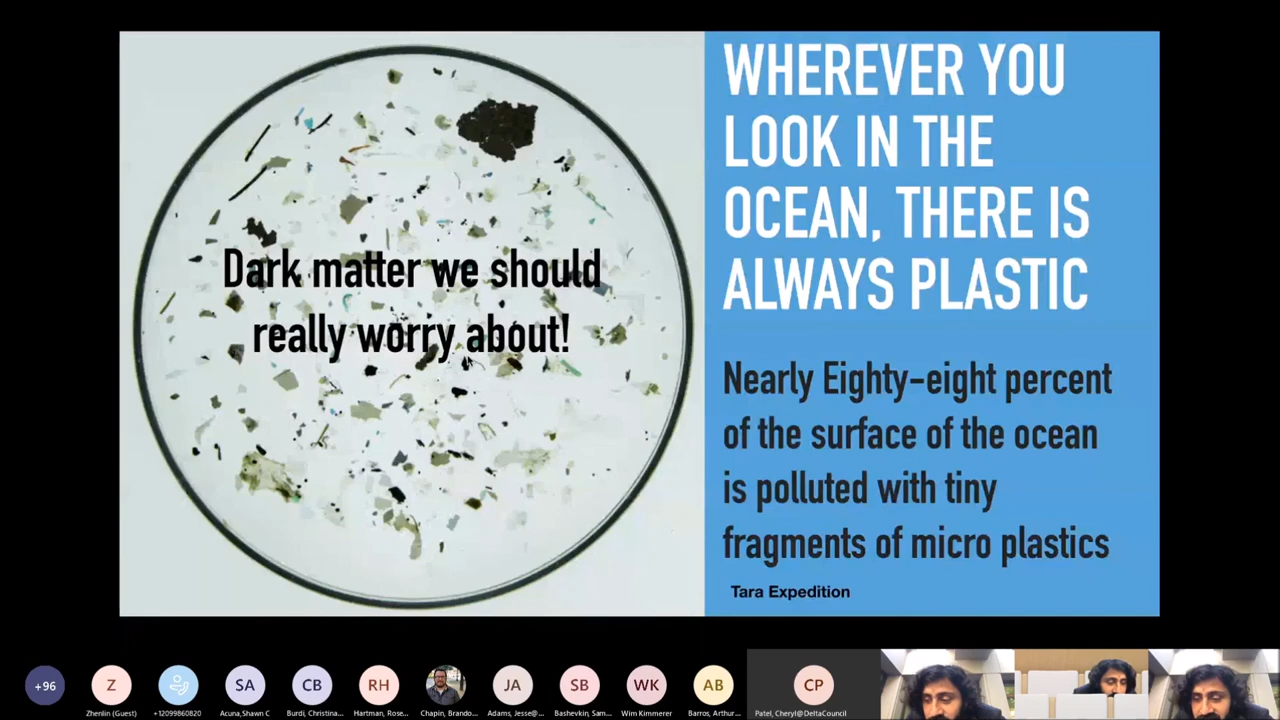 WHEREVER YOU
LOOK IN THE
OCEAN, THERE IS
ALWAYS PLASTIC
Dark matter we should
really worry about!
Nearly Eighty-eight percent
of the surface of the ocean
is polluted with tiny
fragments of micro plastics
Tara Expedition
+96
Z
SA
CB
RH
JA
SB
WK
AB
CP
Zhenlin (Guest)
+12099860820
Acuna,Shawn C
Burdi, Christina...
Hartman, Rose...
Chapin, Brando...
Adams, Jesse@...
Bashevkin, Sam...
Wim Kimmerer
Barros, Arthur...
Patel, Cheryl@DeltaCouncil